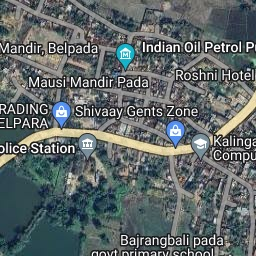 Mandir, Belpada
Indian Oil Petrol Pu
Mausi Mandir Pada
Roshni Hotel
RADING
ELPARA
Shivaay Gents Zone
olice Station
Kalinga
Compu
Bajrangbali pada
govt primary school